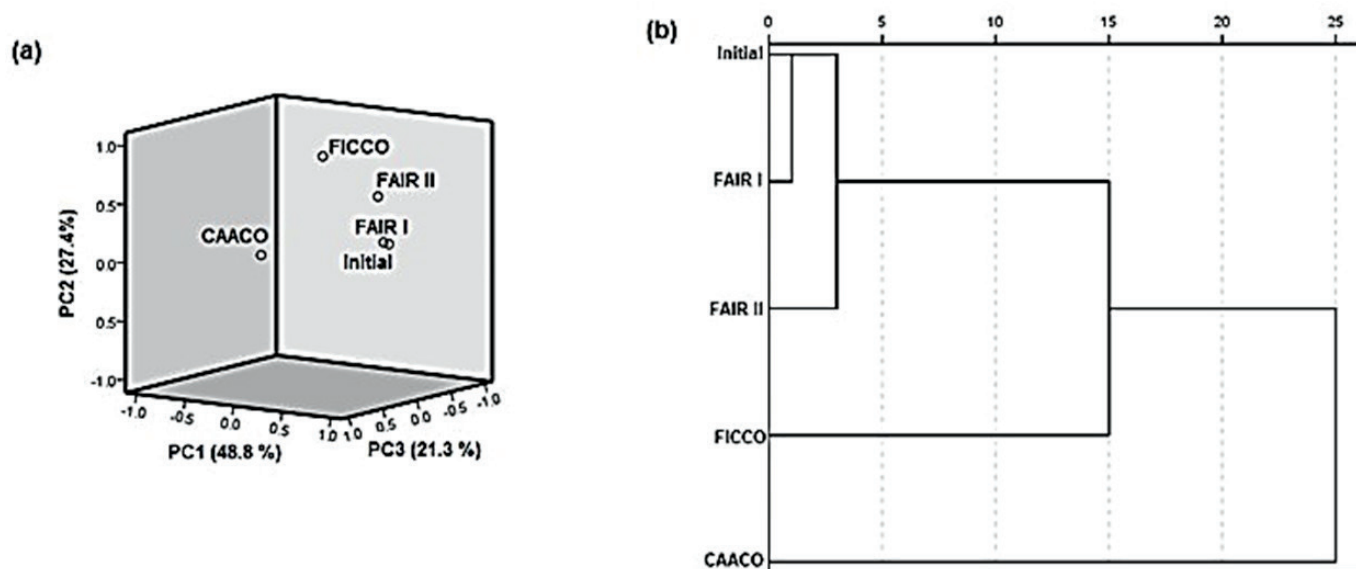 (a)
FICCO
FAIR II
FAIR I
Initial
CAACO
1.0
0.5
0.0
0.5
-1.0
PC2 (27.4%)
-1.0 -0.5 0.0 0.5 1.0
PC1 (48.8 %)
1.0 0.5 0.0 -0.5 -1.0
PC3 (21.3 %)
(b)
0 5 10 15 20 25
Initial
FAIR I
FAIR II
FICCO
CAACO